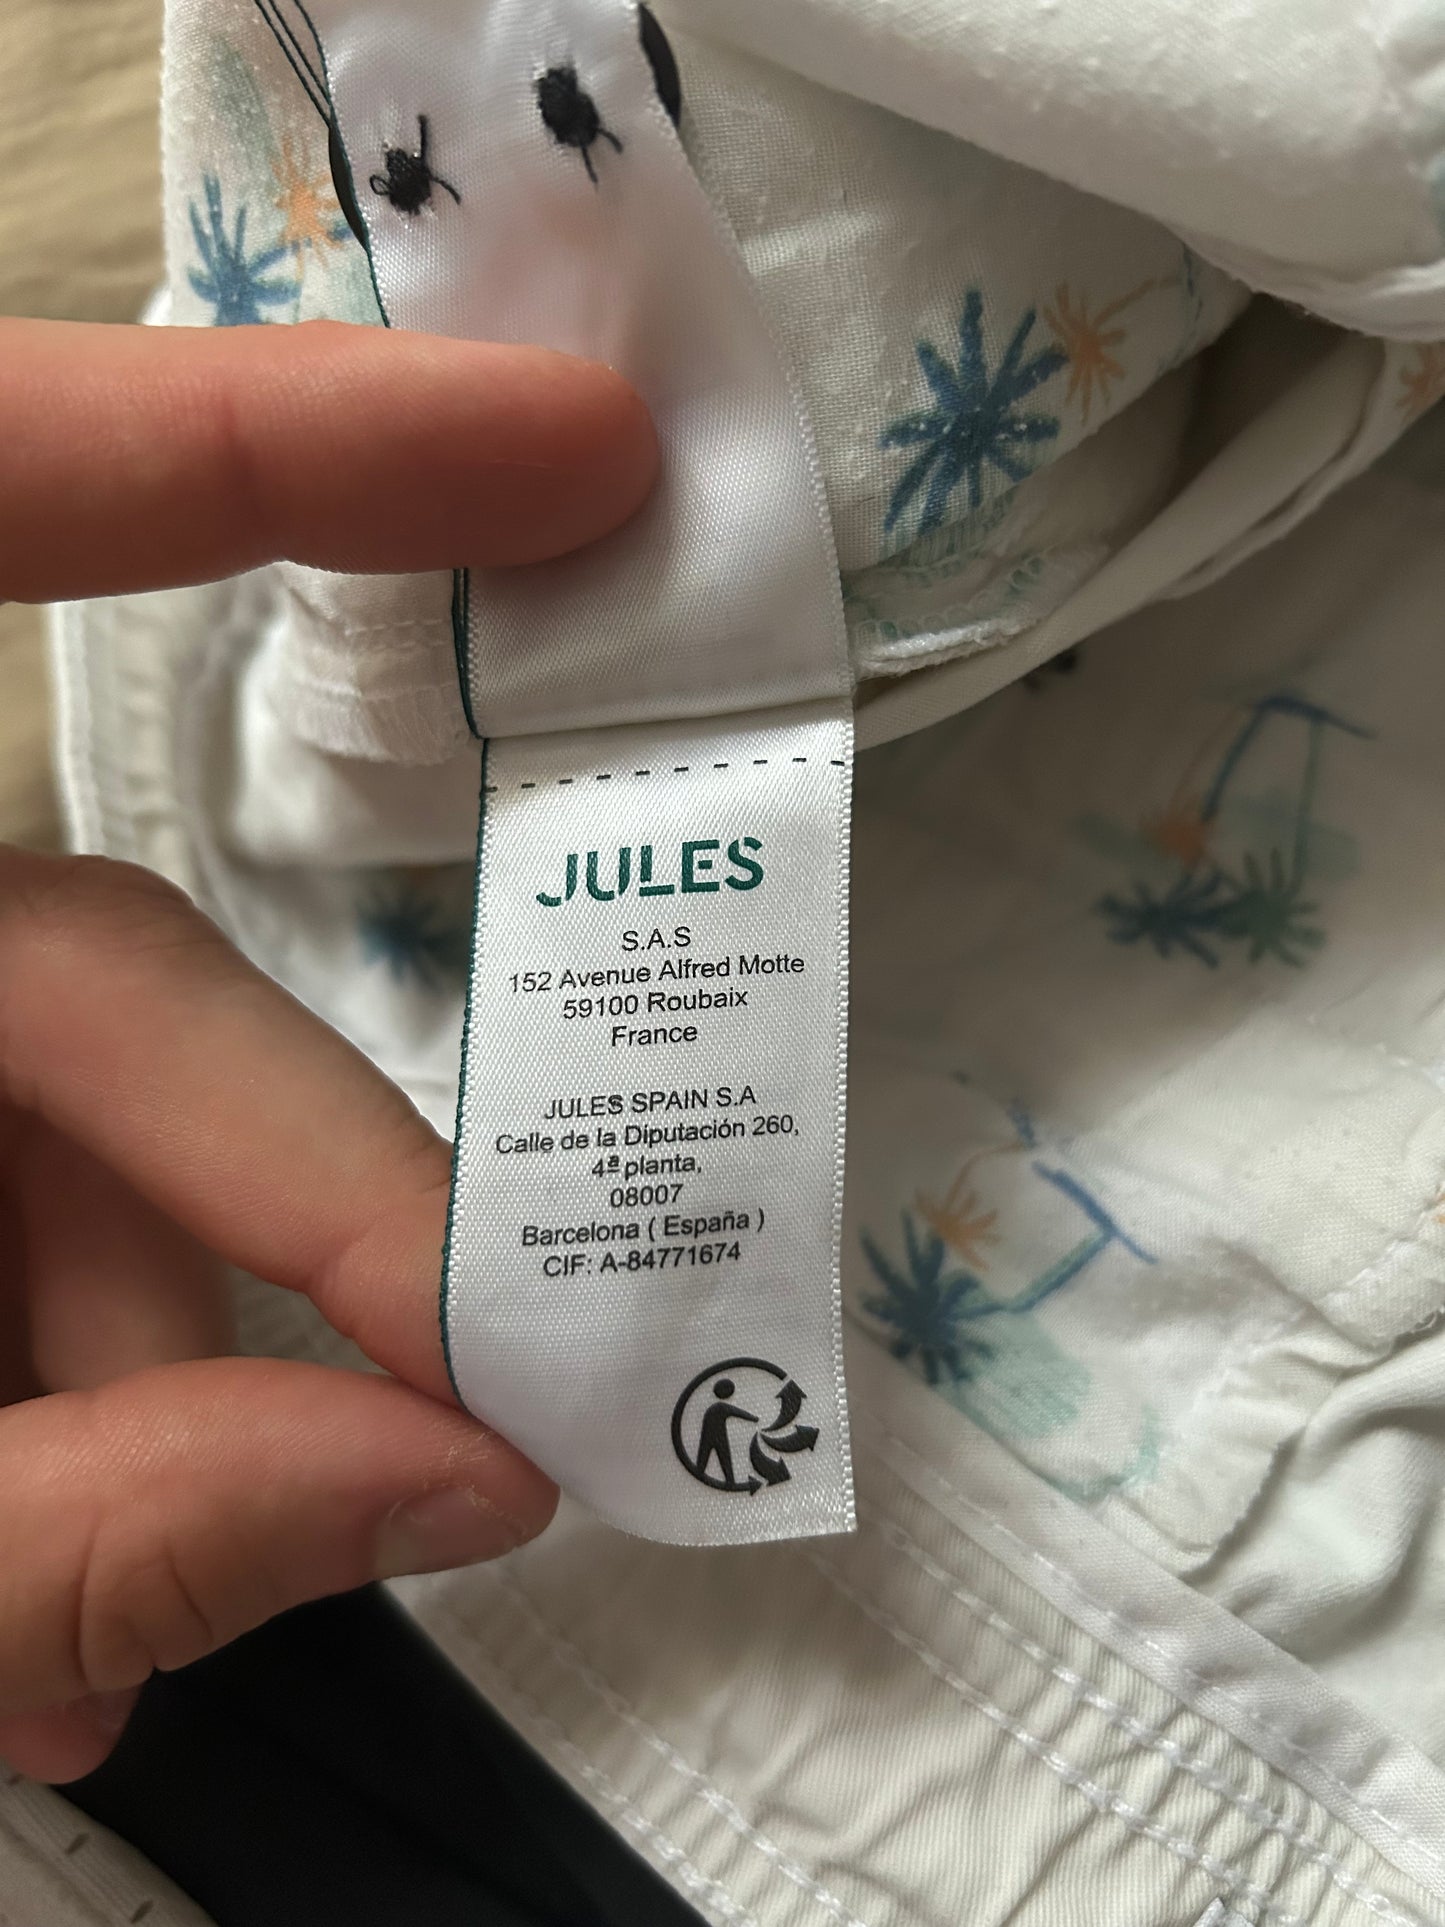 JULES
S.A.S
152 Avenue Alfred Motte
59100 Roubaix
France
JULES SPAIN S.A
Calle de la Diputación 260,
4ª planta,
08007
Barcelona ( España )
CIF: A-84771674